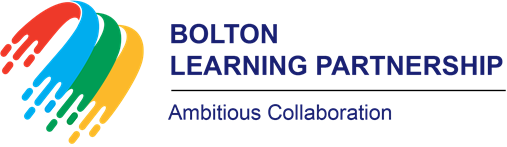 BOLTON
LEARNING PARTNERSHIP
Ambitious Collaboration